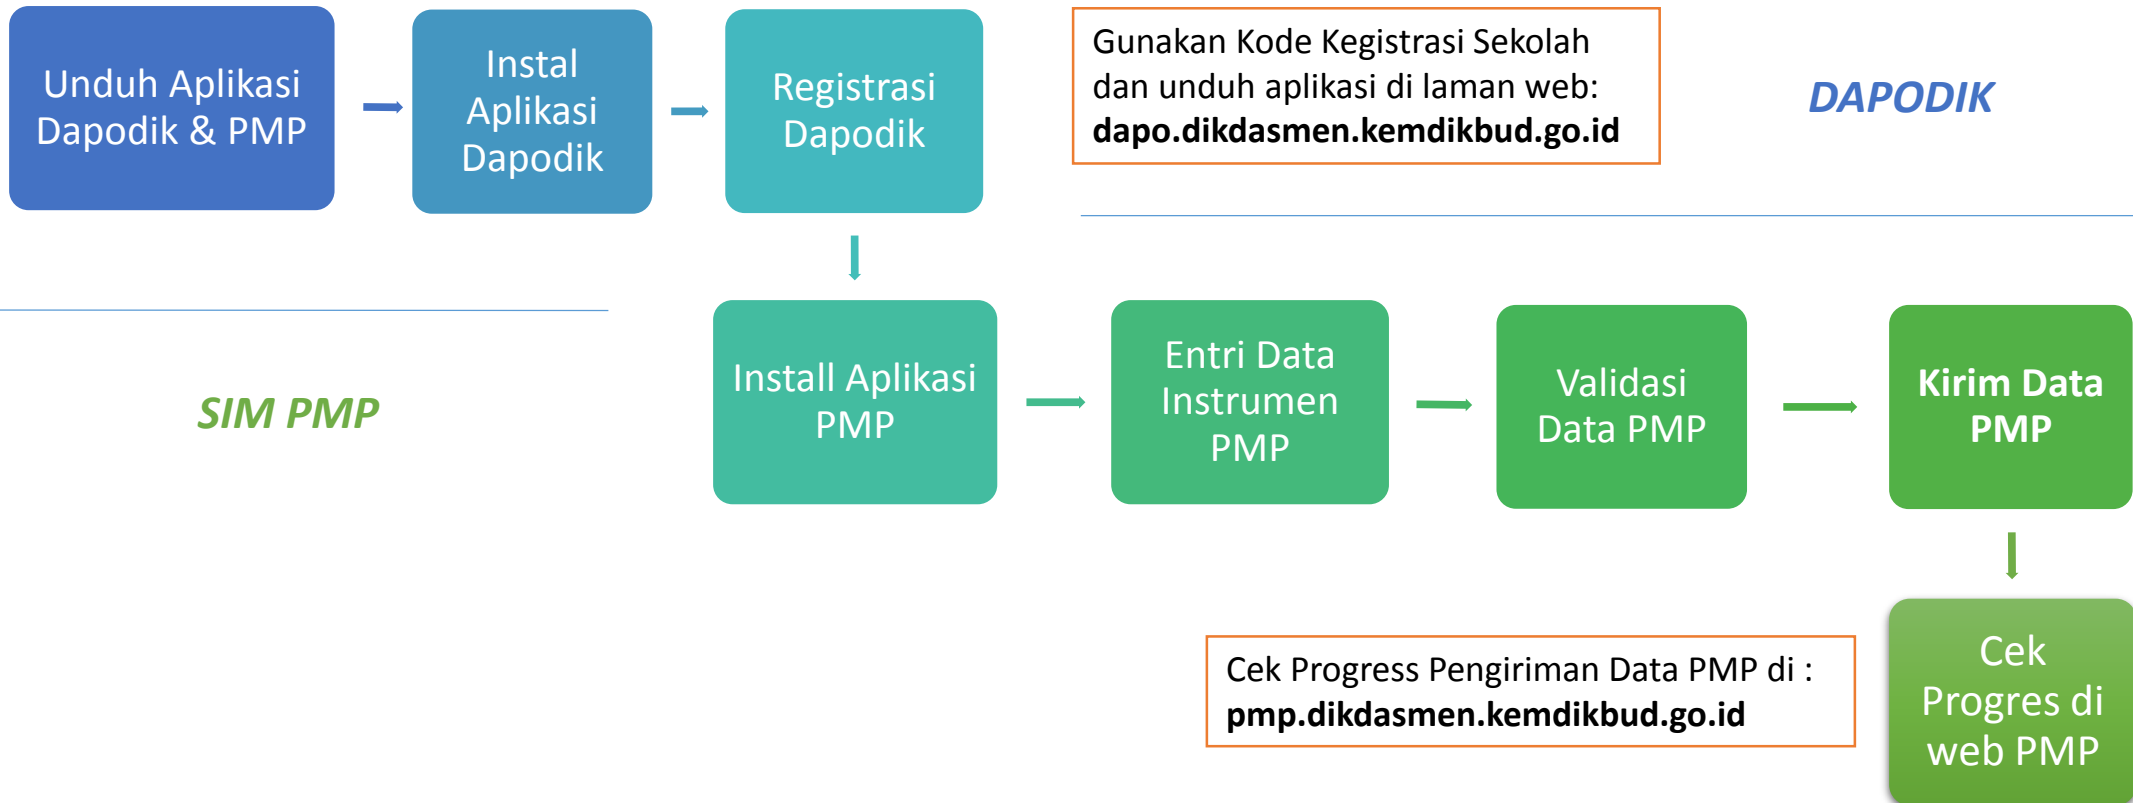 Unduh Aplikasi
Dapodik & PMP
Instal
Aplikasi
Dapodik
Registrasi
Dapodik
Gunakan Kode Kegistrasi Sekolah
dan unduh aplikasi di laman web:
dapo.dikdasmen.kemdikbud.go.id
DAPODIK
SIM PMP
Install Aplikasi
PMP
Entri Data
Instrumen
PMP
Validasi
Data PMP
Kirim Data
PMP
Cek Progress Pengiriman Data PMP di :
pmp.dikdasmen.kemdikbud.go.id
Cek
Progres di
web PMP